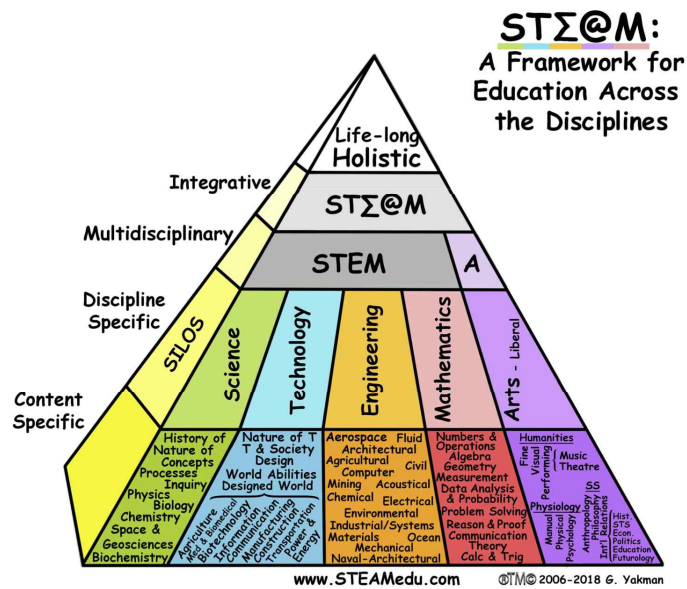 STΣ@M:
A Framework for
Education Across
the Disciplines
Life-long
Holistic
Integrative
STΣ@M
Multidisciplinary
STEM
A
Discipline
Specific
SILOS
Science
Technology
Engineering
Mathematics
Arts - Liberal
Content
Specific
History of
Nature of
Concepts
Processes
Inquiry
Physics
Biology
Chemistry
Space &
Geosciences
Biochemistry
Nature of T
T & Society
Design
World Abilities
Designed World
Agriculture
Med & Biomedical
Biotechnology
Information
Communication
Manufacturing
Construction
Transportation
Power &
Energy
Aerospace Fluid
Architectural
Agricultural Civil
Computer
Mining Acoustical
Chemical Electrical
Environmental
Industrial/Systems
Materials Ocean
Mechanical
Naval-Architectural
Numbers &
Operations
Algebra
Geometry
Measurement
Data Analysis
& Probability
Problem Solving
Reason & Proof
Communication
Theory
Calc & Trig
Humanities
Fine
Visual
Performing
Music
Theatre
Physiology
Manual
Physical
Psychology
SS
Anthropology
Philosophy
Int'l Relations
Hist.
STS
Econ.
Politics
Education
Futurology
www.STEAMedu.com
®TM© 2006-2018 G. Yakman